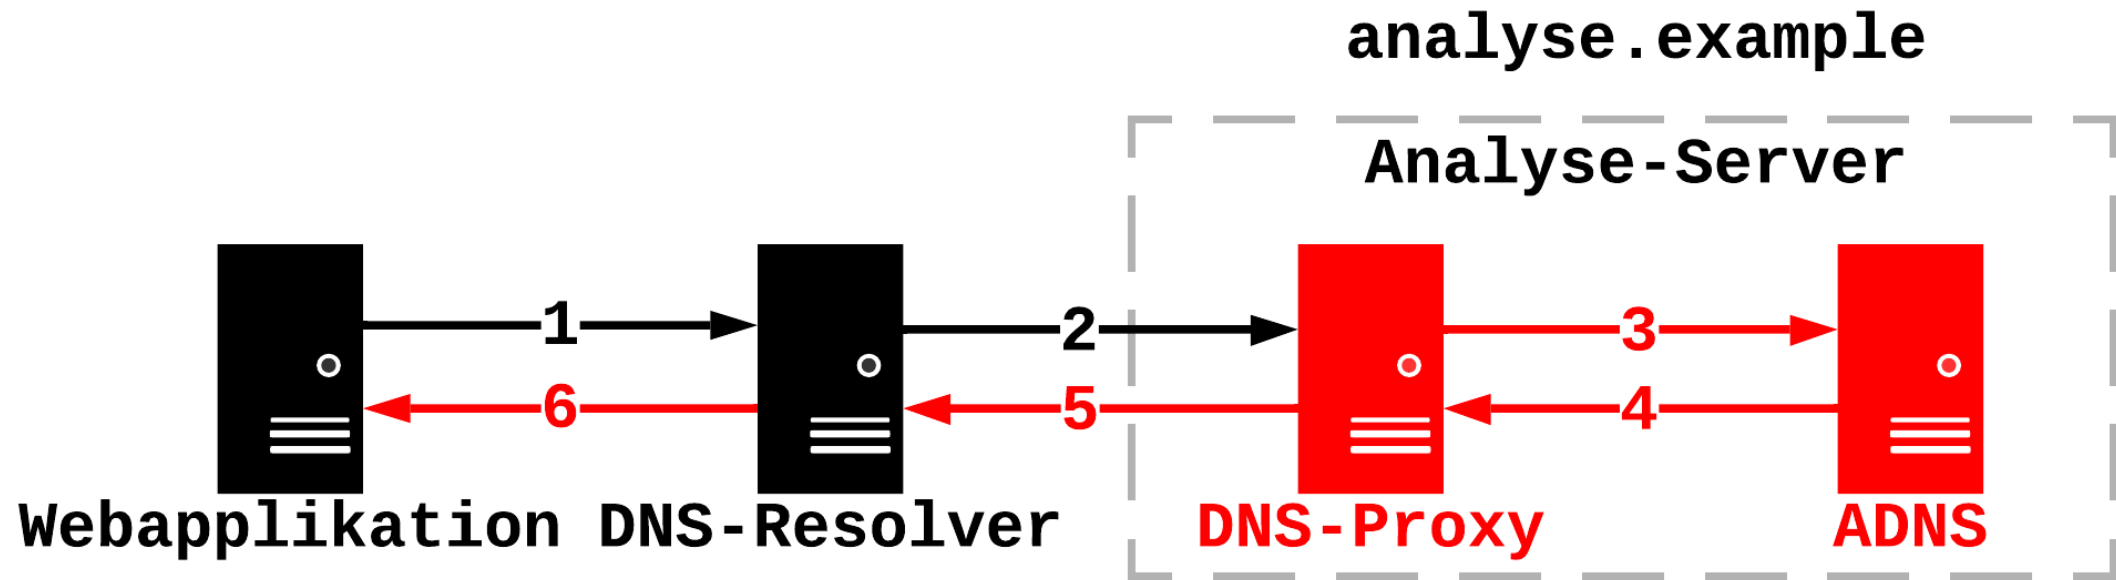 analyse.example
Analyse-Server
1
2
3
6
5
4
Webapplikation
DNS-Resolver
DNS-Proxy
ADNS